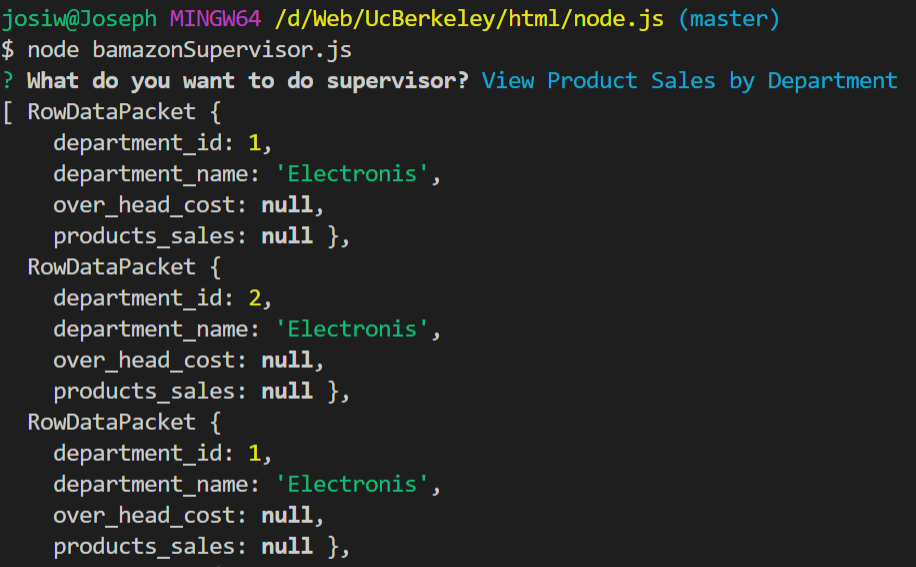 josiw@Joseph MINGW64 /d/Web/UcBerkeley/html/node.js (master)
$ node bamazonSupervisor.js
? What do you want to do supervisor? View Product Sales by Department
[ RowDataPacket {
    department_id: 1,
    department_name: 'Electronis',
    over_head_cost: null,
    products_sales: null },
  RowDataPacket {
    department_id: 2,
    department_name: 'Electronis',
    over_head_cost: null,
    products_sales: null },
  RowDataPacket {
    department_id: 1,
    department_name: 'Electronis',
    over_head_cost: null,
    products_sales: null },